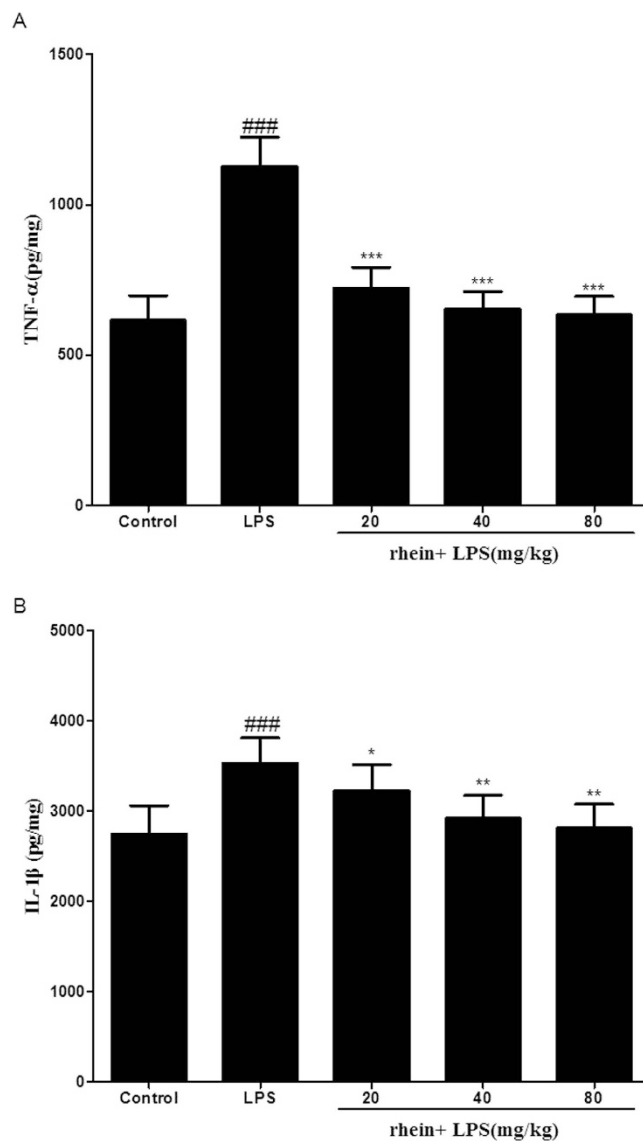 A
TNF-α(pg/mg)
1500
1000
500
0
###
***
***
***
Control LPS 20 40 80
rhein+ LPS(mg/kg)
B
IL-1β (pg/mg)
5000
4000
3000
2000
1000
0
###
*
**
**
Control LPS 20 40 80
rhein+ LPS(mg/kg)